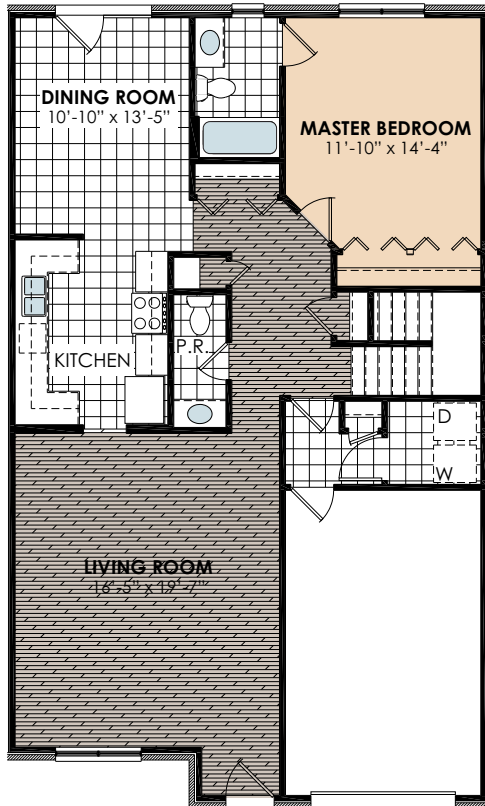 DINING ROOM
10'-10" x 13'-5"
MASTER BEDROOM
11'-10" x 14'-4"
KITCHEN
P.R.
D
W
LIVING ROOM
16'-5" x 19'-7"